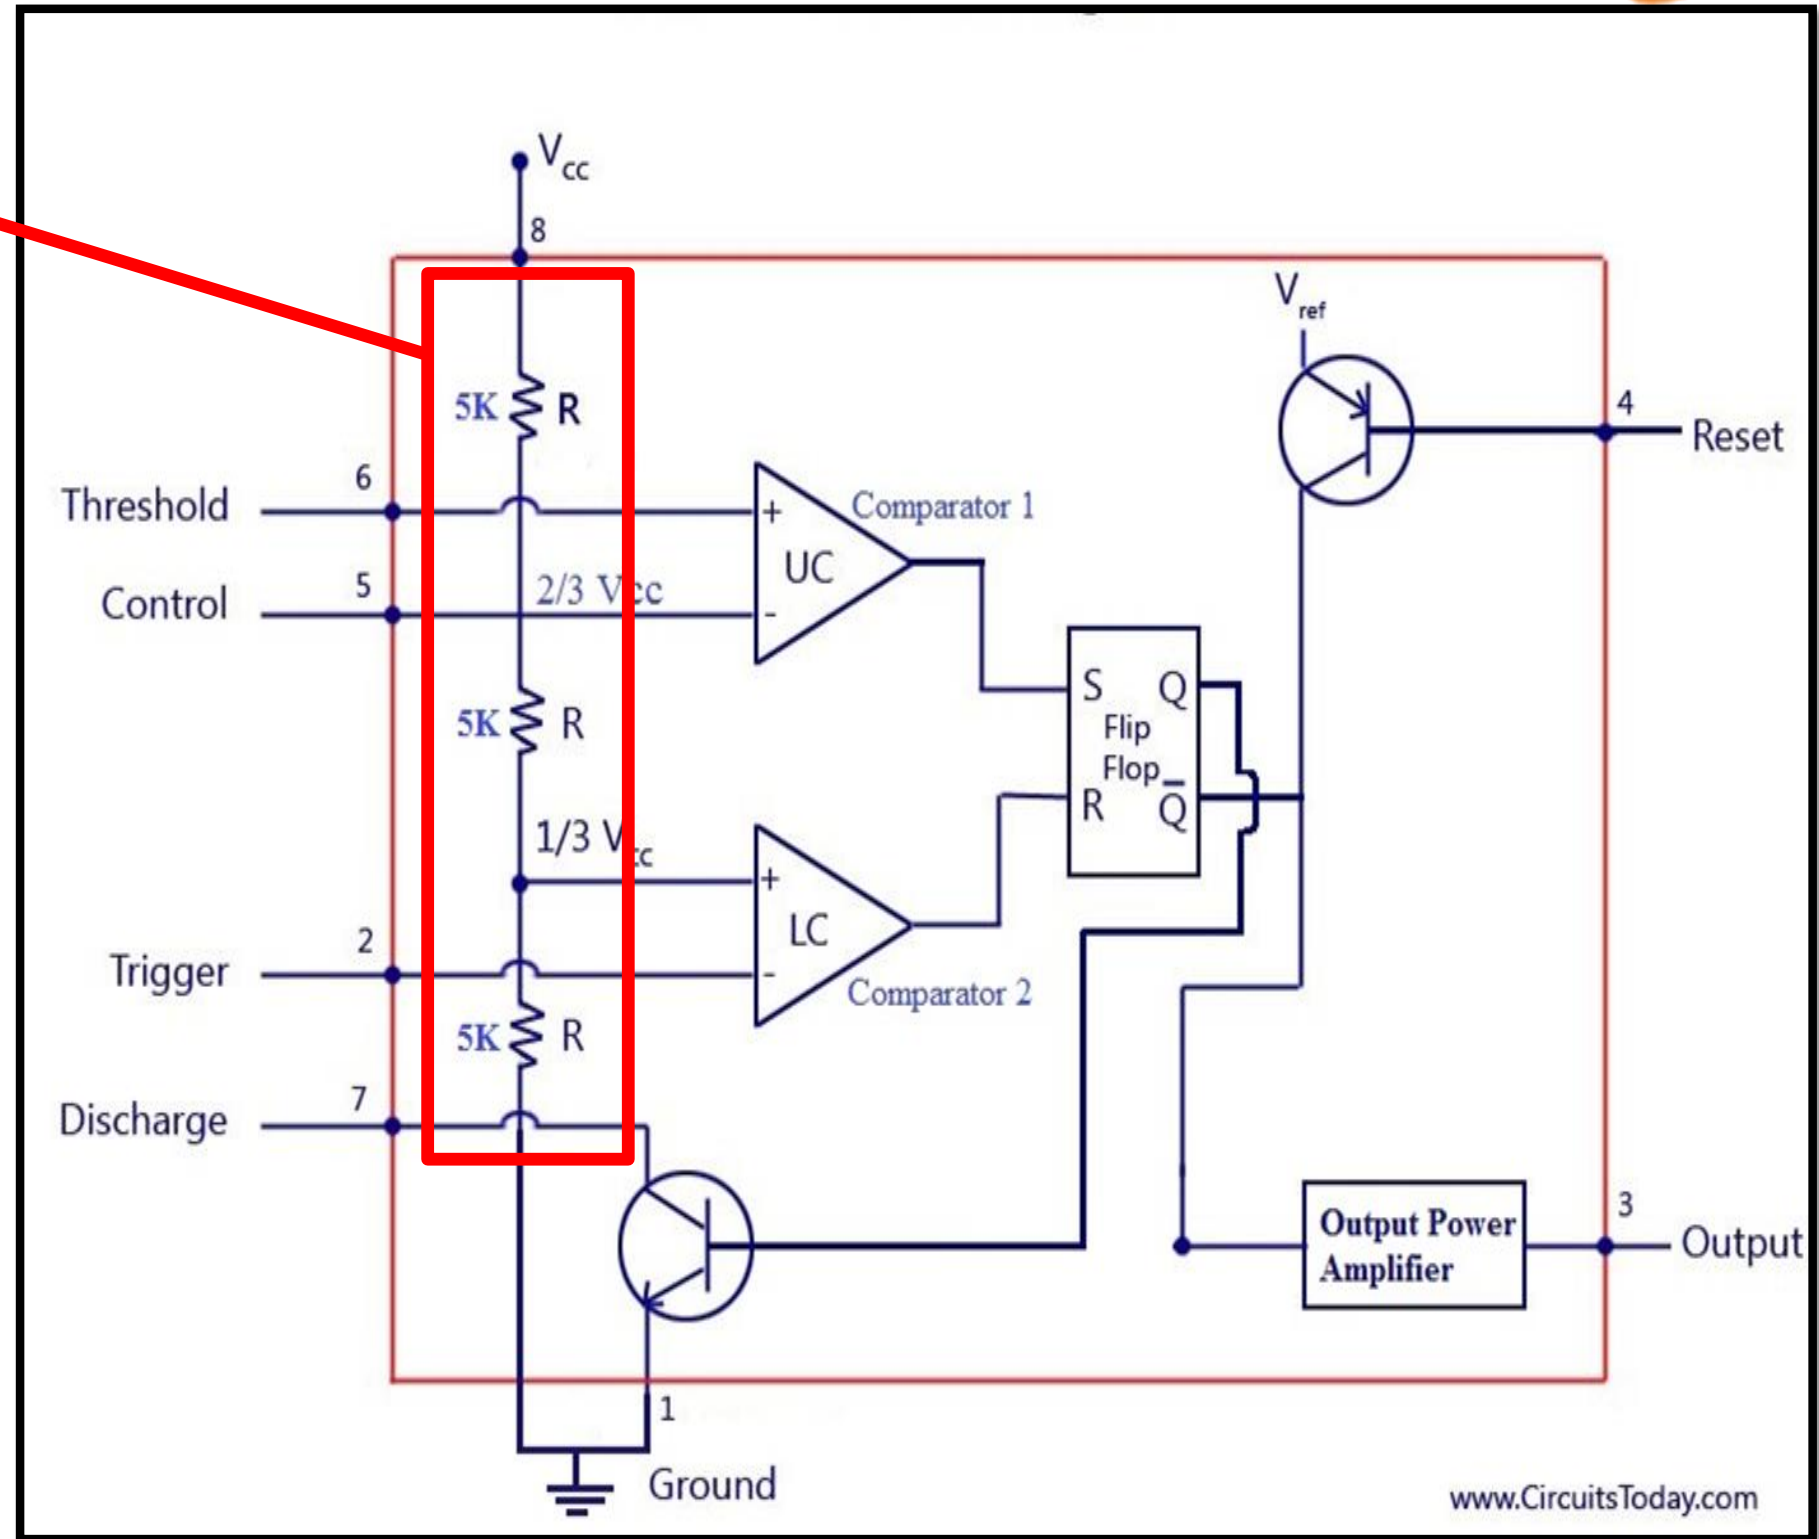 Vcc
8
Vref
5K R
4
Reset
6
Threshold
+
Comparator 1
UC
5
Control
2/3 Vcc
-
S Q
Flip
Flop
R Q̅
5K R
1/3 Vcc
+
LC
2
Trigger
-
Comparator 2
5K R
7
Discharge
Output Power
Amplifier
3
Output
1
Ground
www.CircuitsToday.com